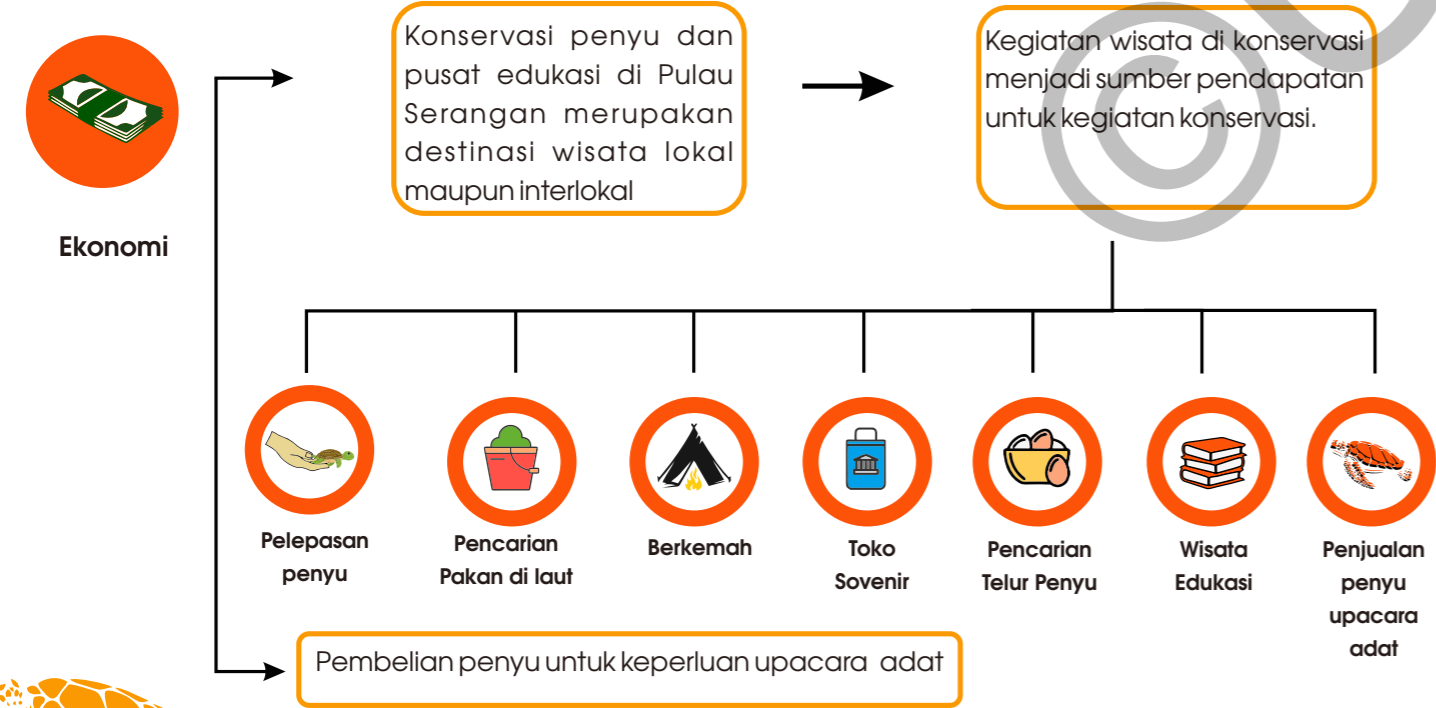 Ekonomi
Konservasi penyu dan
pusat edukasi di Pulau
Serangan merupakan
destinasi wisata lokal
maupun interlokal
Kegiatan wisata di konservasi
menjadi sumber pendapatan
untuk kegiatan konservasi.
Pelepasan
penyu
Pencarian
Pakan di laut
Berkemah
Toko
Sovenir
Pencarian
Telur Penyu
Wisata
Edukasi
Penjualan
penyu
upacara
adat
Pembelian penyu untuk keperluan upacara adat